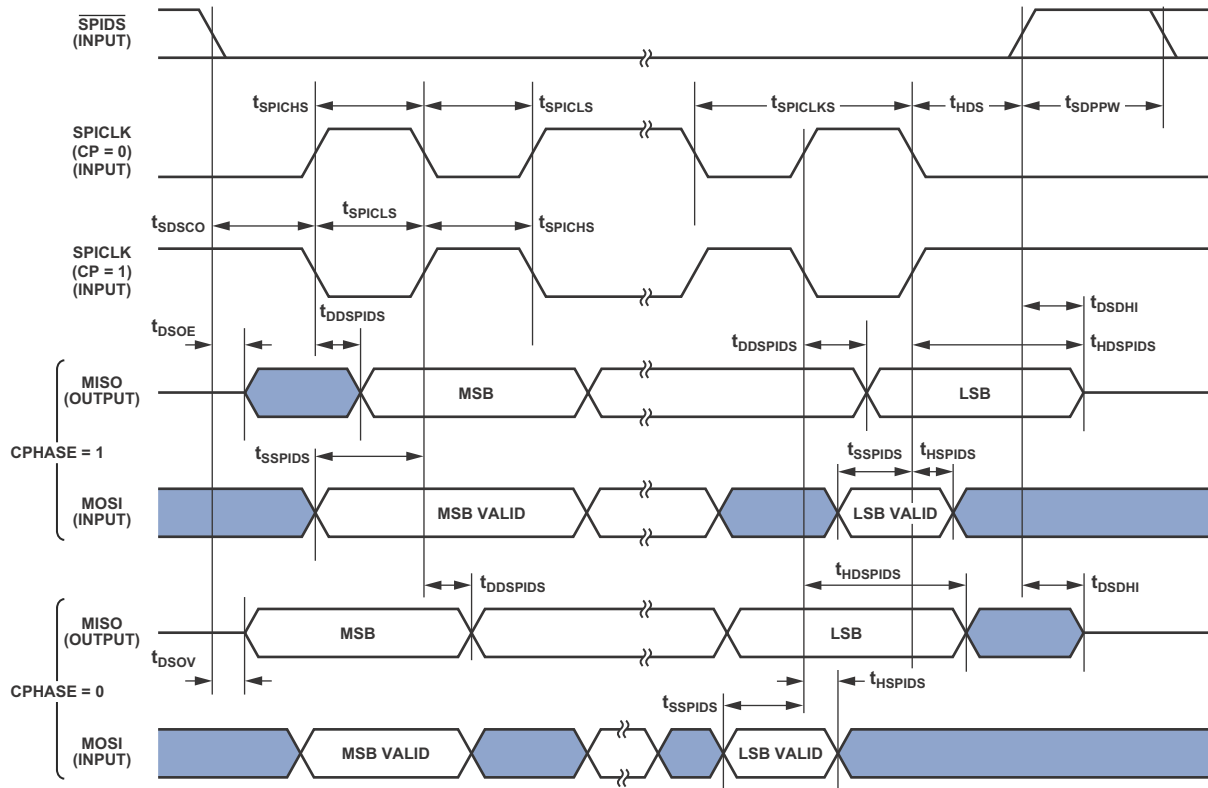 SPIDS
(INPUT)
tSPICHS
tSPICLS
tSPICLKS
tHDS
tSDPPW
SPICLK
(CP = 0)
(INPUT)
tSDSCO
tSPICLS
tSPICHS
SPICLK
(CP = 1)
(INPUT)
tDSOE
tDDSPIDS
tDDSPIDS
tDSDHI
tHDSPIDS
CPHASE = 1
MISO
(OUTPUT)
MSB
LSB
tSSPIDS
tSSPIDS
tHSPIDS
MOSI
(INPUT)
MSB VALID
LSB VALID
tDDSPIDS
tHDSPIDS
tDSDHI
CPHASE = 0
MISO
(OUTPUT)
MSB
LSB
tDSOV
tSSPIDS
tHSPIDS
MOSI
(INPUT)
MSB VALID
LSB VALID